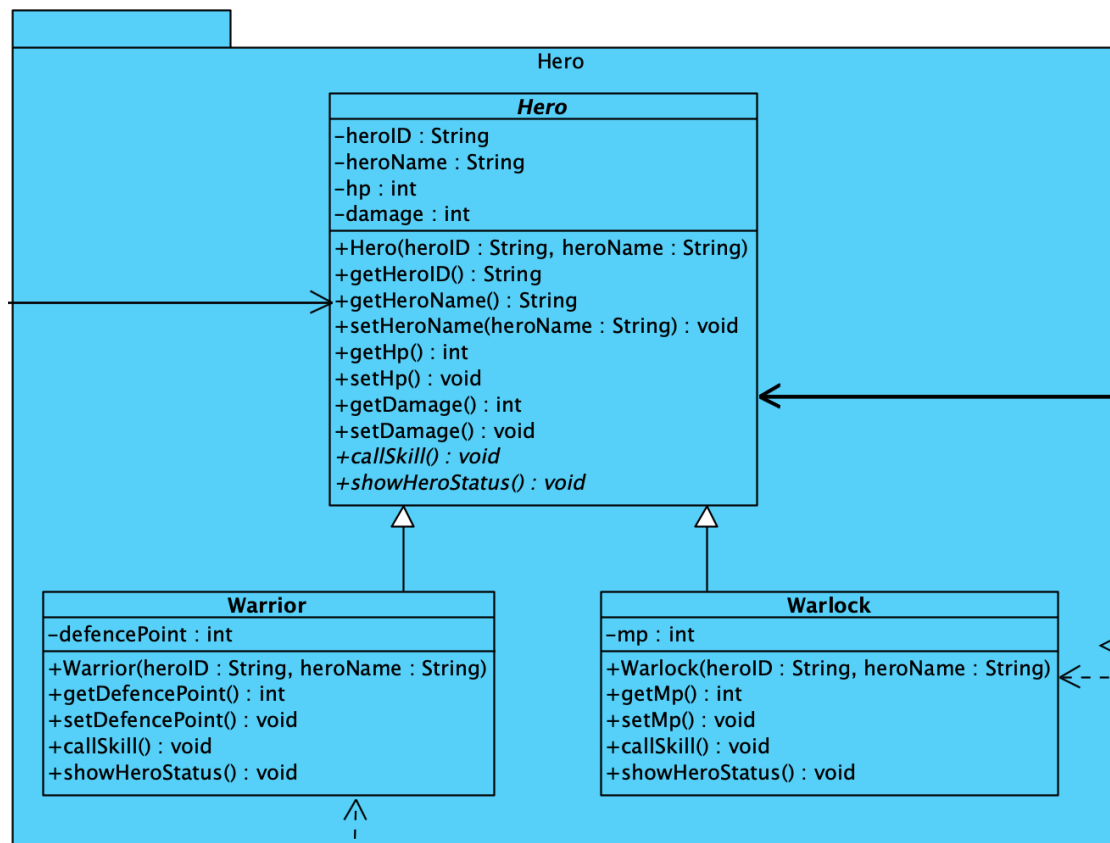 Hero
Hero
-heroID : String
-heroName : String
-hp : int
-damage : int
+Hero(heroID : String, heroName : String)
+getHeroID() : String
+getHeroName() : String
+setHeroName(heroName : String) : void
+getHp() : int
+setHp() : void
+getDamage() : int
+setDamage() : void
+callSkill() : void
+showHeroStatus() : void
Warrior
-defencePoint : int
+Warrior(heroID : String, heroName : String)
+getDefencePoint() : int
+setDefencePoint() : void
+callSkill() : void
+showHeroStatus() : void
Warlock
-mp : int
+Warlock(heroID : String, heroName : String)
+getMp() : int
+setMp() : void
+callSkill() : void
+showHeroStatus() : void